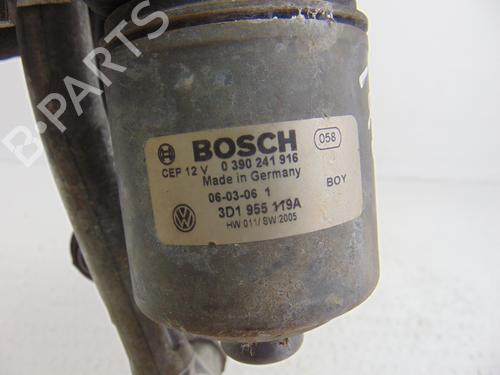 BOSCH
058
CEP 12 V 0 390 241 916
Made in Germany
06-03-06 1
BOY
3D1 955 119A
HW 011/ SW 2005